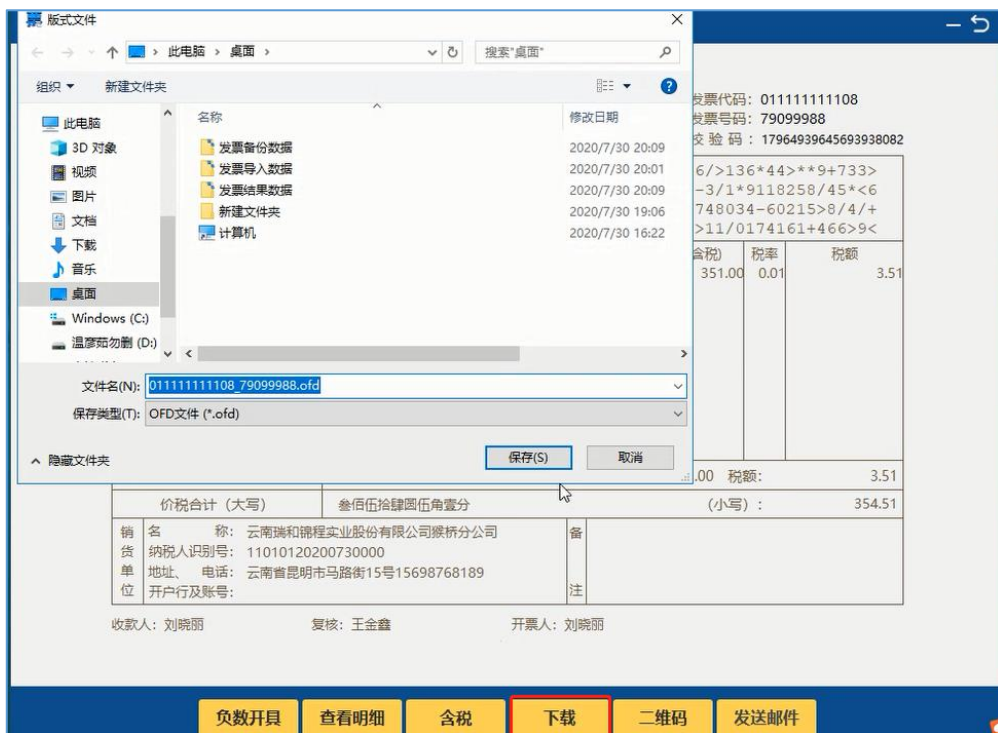 版式文件
此电脑 › 桌面 ›
搜索"桌面"
组织 新建文件夹
此电脑
3D 对象
视频
图片
文档
下载
音乐
桌面
Windows (C:)
温彦茹勿删 (D:)
名称 修改日期
发票备份数据 2020/7/30 20:09
发票导入数据 2020/7/30 20:01
发票结果数据 2020/7/30 20:09
新建文件夹 2020/7/30 19:06
计算机 2020/7/30 16:22
文件名(N): 011111111108_79099988.ofd
保存类型(T): OFD文件 (*.ofd)
隐藏文件夹
保存(S) 取消
发票代码: 011111111108
发票号码: 79099988
校 验 码 : 17964939645693938082
6/>136*44>**9+733>
-3/1*9118258/45*<6
748034-60215>8/4/+
>11/0174161+466>9<
含税) 税率 税额
351.00 0.01 3.51
.00 税额: 3.51
价税合计（大写） 叁佰伍拾肆圆伍角壹分 (小写) : 354.51
销货单位
名 称: 云南瑞和锦程实业股份有限公司猴桥分公司
纳税人识别号: 11010120200730000
地址、 电话: 云南省昆明市马路街15号15698768189
开户行及账号:
备注
收款人: 刘晓丽 复核: 王金鑫 开票人: 刘晓丽
负数开具 查看明细 含税 下载 二维码 发送邮件